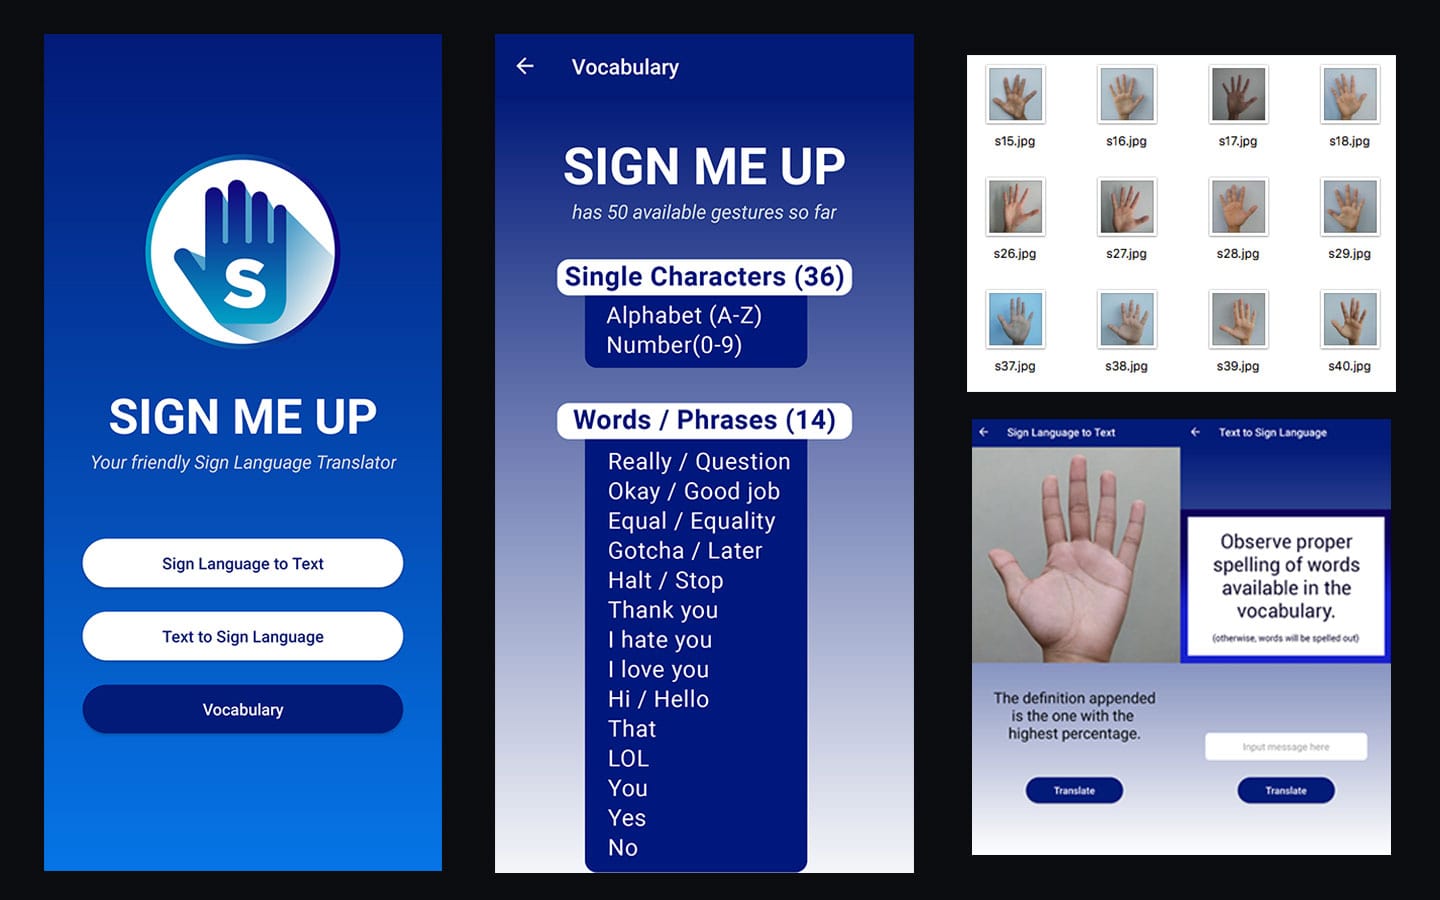 S
SIGN ME UP
Your friendly Sign Language Translator
Sign Language to Text
Text to Sign Language
Vocabulary
Vocabulary
SIGN ME UP
has 50 available gestures so far
Single Characters (36)
Alphabet (A-Z)
Number(0-9)
Words / Phrases (14)
Really / Question
Okay / Good job
Equal / Equality
Gotcha / Later
Halt / Stop
Thank you
I hate you
I love you
Hi / Hello
That
LOL
You
Yes
No
s15.jpg s16.jpg s17.jpg s18.jpg
s26.jpg s27.jpg s28.jpg s29.jpg
s37.jpg s38.jpg s39.jpg s40.jpg
Sign Language to Text
The definition appended
is the one with the
highest percentage.
Translate
Text to Sign Language
Observe proper
spelling of words
available in the
vocabulary.
(otherwise, words will be spelled out)
Input message here
Translate